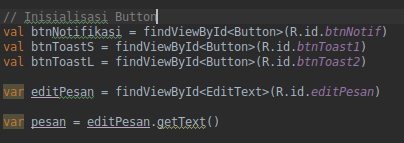 // Inisialisasi Button
val btnNotifikasi = findViewById<Button>(R.id.btnNotif)
val btnToastS = findViewById<Button>(R.id.btnToast1)
val btnToastL = findViewById<Button>(R.id.btnToast2)
var editPesan = findViewById<EditText>(R.id.editPesan)
var pesan = editPesan.getText()